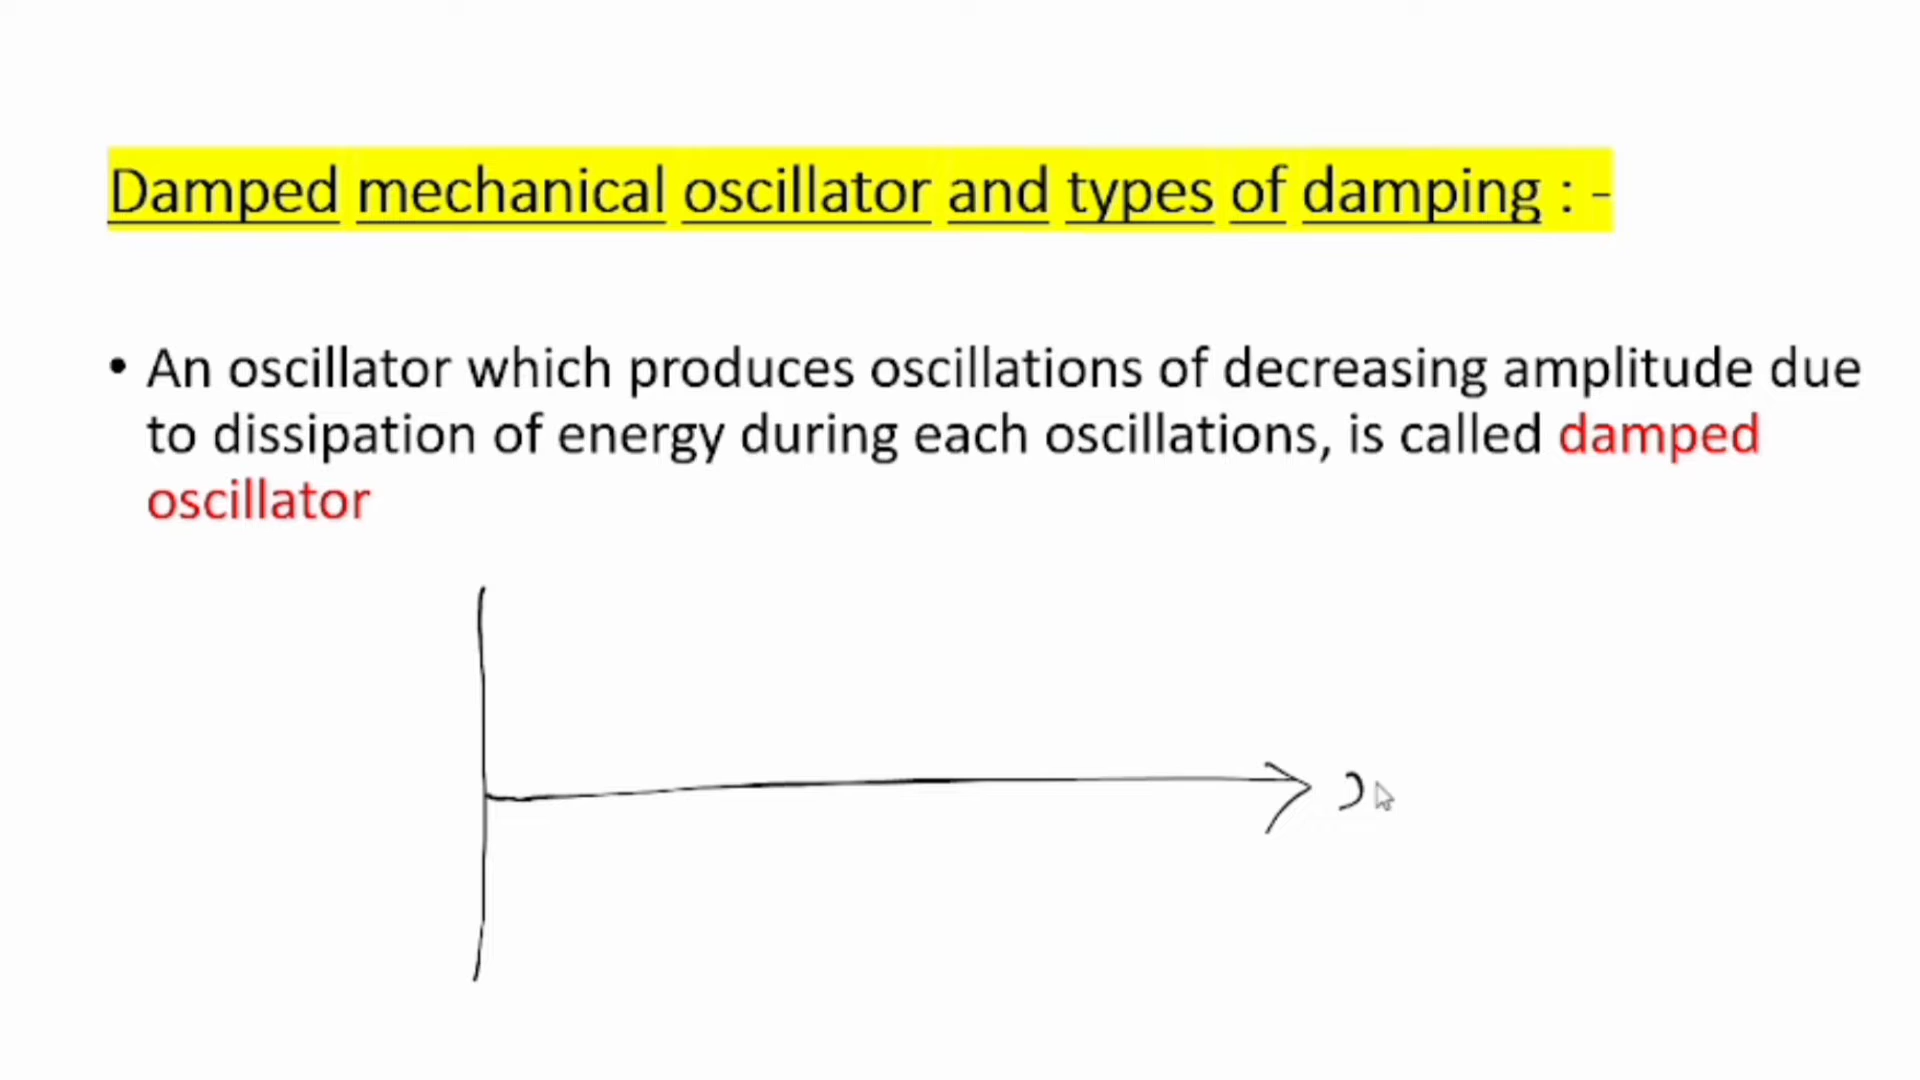 Damped mechanical oscillator and types of damping : -
• An oscillator which produces oscillations of decreasing amplitude due
to dissipation of energy during each oscillations, is called damped
oscillator